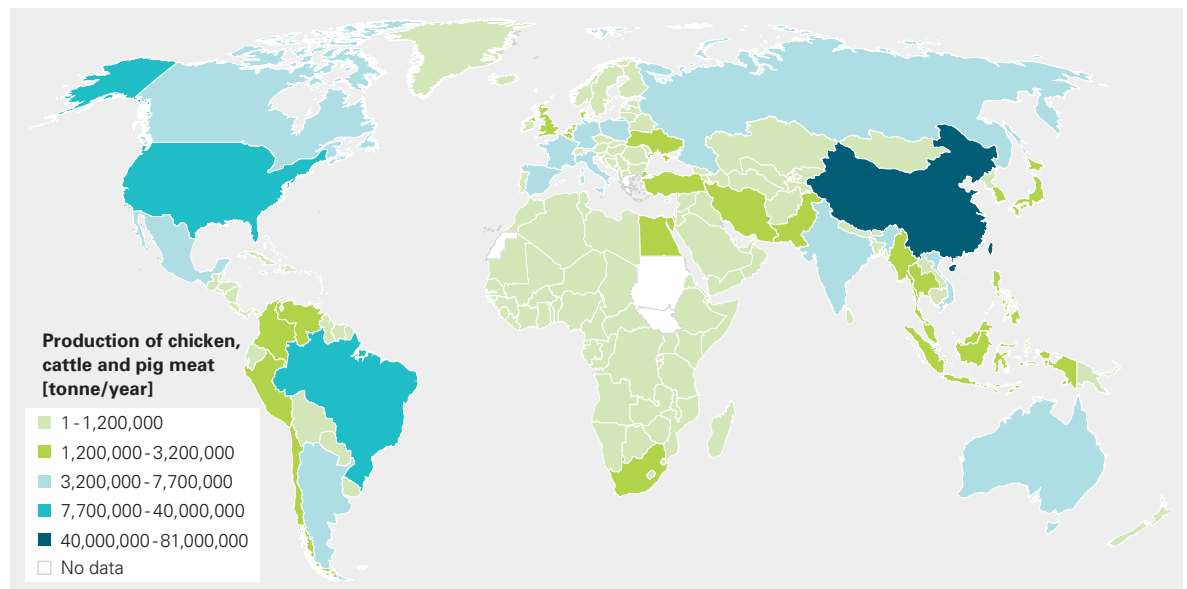 Production of chicken,
cattle and pig meat
[tonne/year]
1 - 1,200,000
1,200,000 - 3,200,000
3,200,000 - 7,700,000
7,700,000 - 40,000,000
40,000,000 - 81,000,000
No data